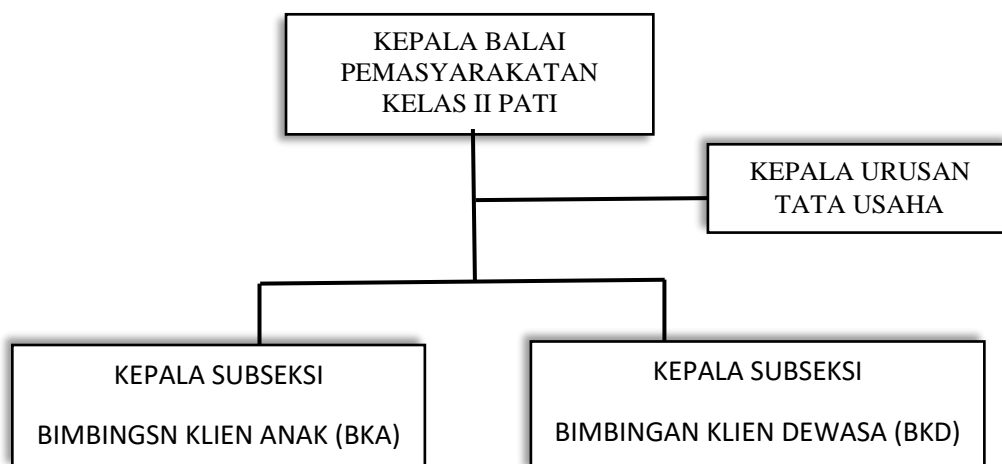 KEPALA BALAI
PEMASYARAKATAN
KELAS II PATI
KEPALA URUSAN
TATA USAHA
KEPALA SUBSEKSI
BIMBINGSN KLIEN ANAK (BKA)
KEPALA SUBSEKSI
BIMBINGAN KLIEN DEWASA (BKD)